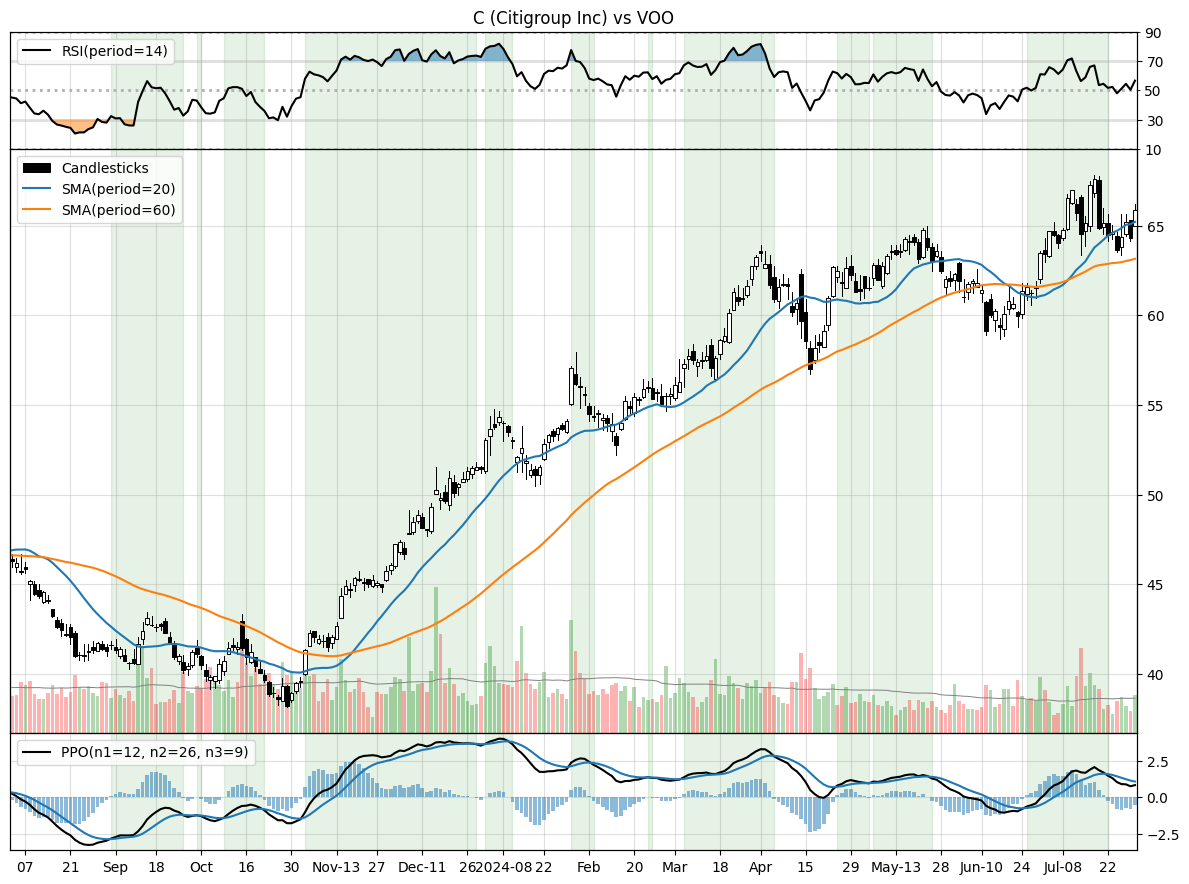 C (Citigroup Inc) vs VOO
RSI(period=14)
90
70
50
30
10
Candlesticks
SMA(period=20)
SMA(period=60)
65
60
55
50
45
40
PPO(n1=12, n2=26, n3=9)
2.5
0.0
−2.5
07 21 Sep 18 Oct 16 30 Nov-13 27 Dec-11 26 2024-08 22 Feb 20 Mar 18 Apr 15 29 May-13 28 Jun-10 24 Jul-08 22